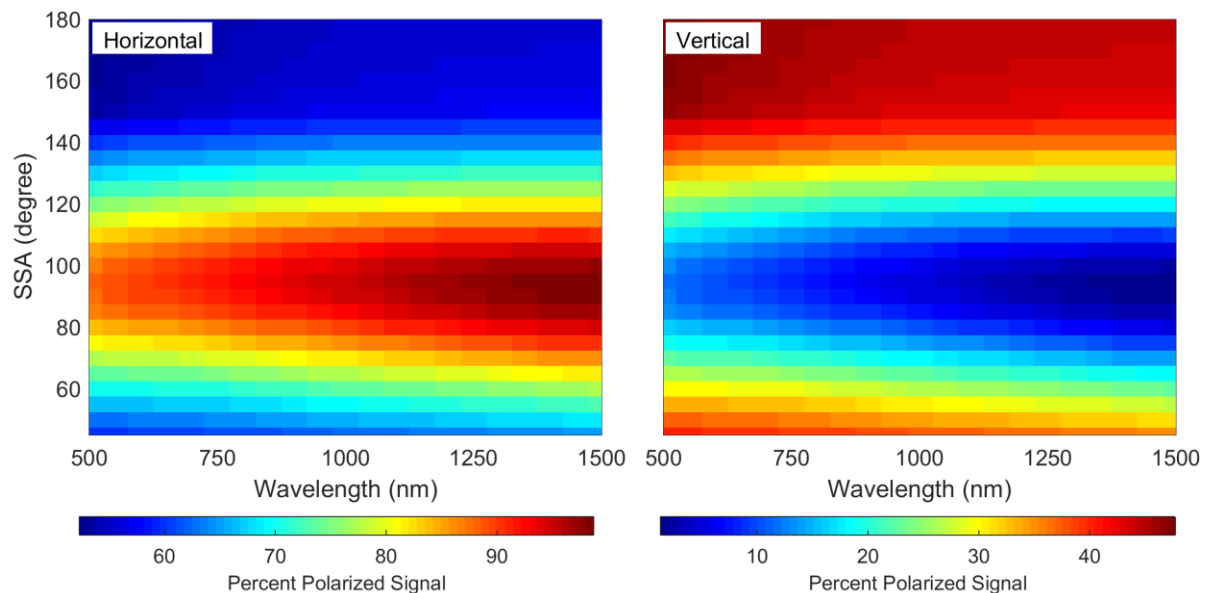 Horizontal
180
160
140
120
100
80
60
SSA (degree)
500 750 1000 1250 1500
Wavelength (nm)
60 70 80 90
Percent Polarized Signal
Vertical
500 750 1000 1250 1500
Wavelength (nm)
10 20 30 40
Percent Polarized Signal